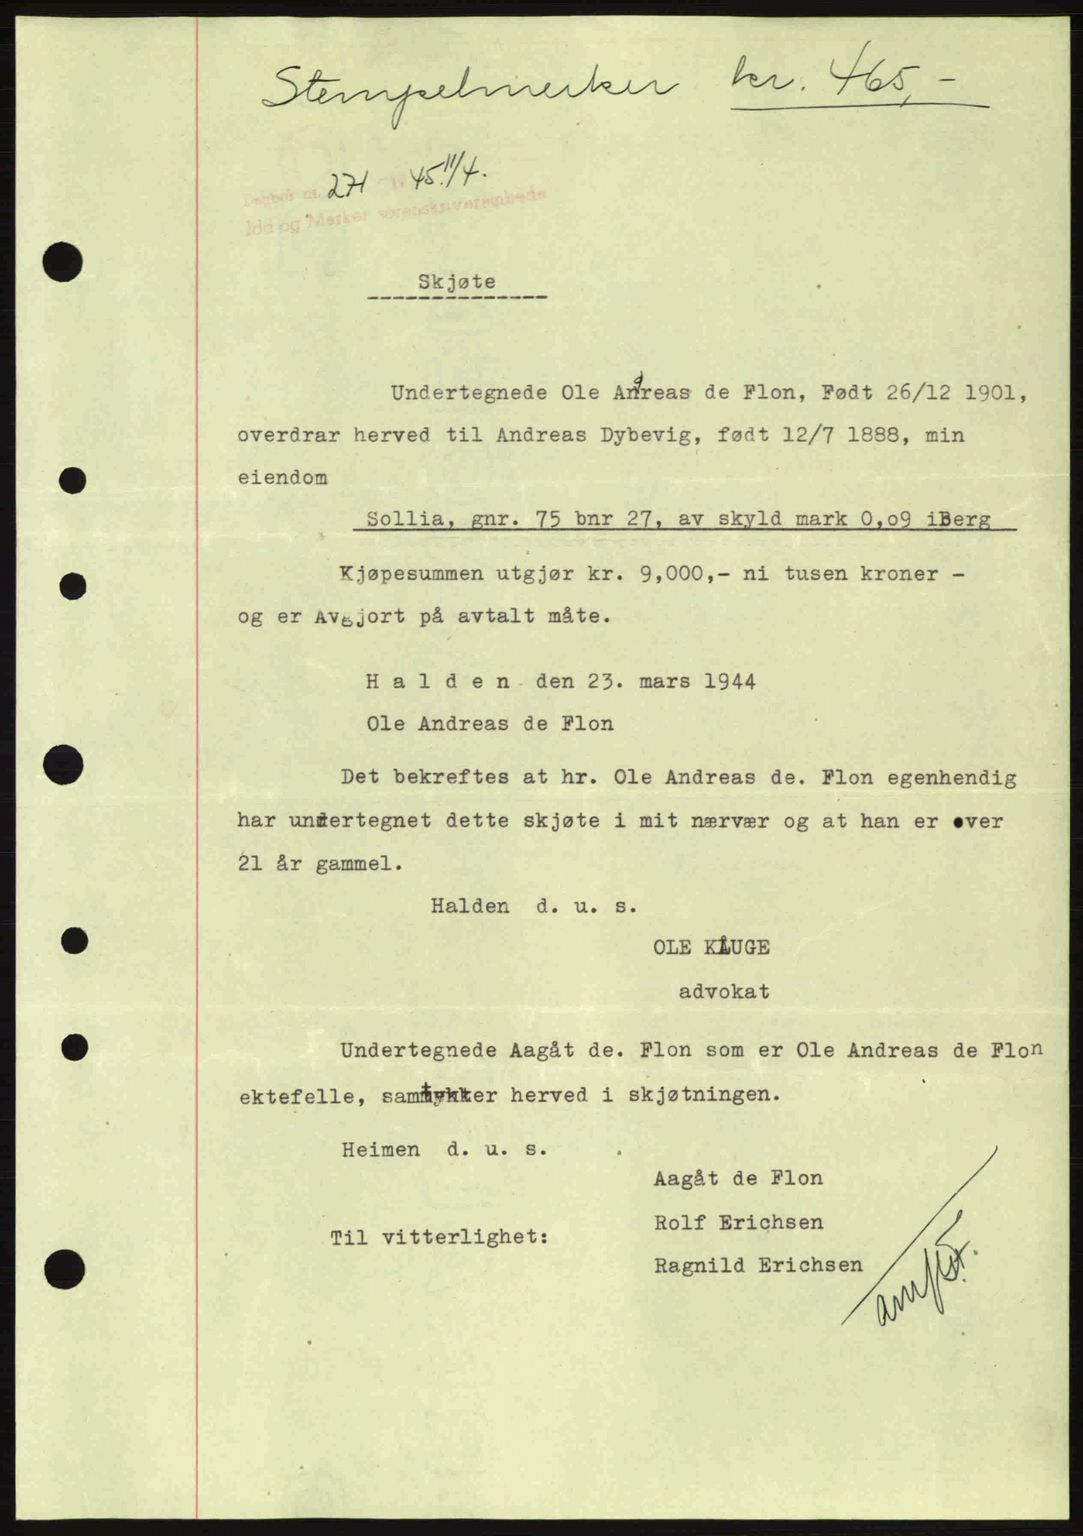 Stempelmerker kr. 465,-
Dagbok nr. 271 45 11/4.
Idd og Marker sorenskriverembede
Skjøte
Undertegnede Ole Andreas de Flon, Født 26/12 1901,
overdrar herved til Andreas Dybevig, født 12/7 1888, min
eiendom
Sollia, gnr. 75 bnr 27, av skyld mark 0,09 iBerg
Kjøpesummen utgjør kr. 9,000,- ni tusen kroner -
og er Avgjort på avtalt måte.
H a l d e n den 23. mars 1944
Ole Andreas de Flon
Det bekreftes at hr. Ole Andreas de. Flon egenhendig
har undertegnet dette skjøte i mit nærvær og at han er over
21 år gammel.
Halden d. u. s.
OLE KLUGE
advokat
Undertegnede Aagåt de. Flon som er Ole Andreas de Flon
ektefelle, samtykker herved i skjøtningen.
Heimen d. u. s.
Aagåt de Flon
Rolf Erichsen
Til vitterlighet:
Ragnild Erichsen